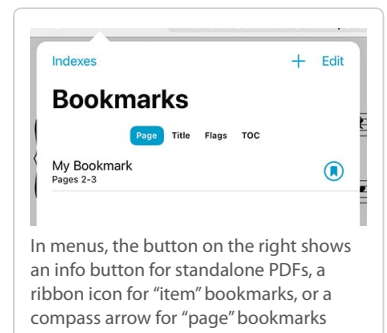 Indexes + Edit
Bookmarks
Page Title Flags TOC
My Bookmark
Pages 2-3
In menus, the button on the right shows
an info button for standalone PDFs, a
ribbon icon for “item” bookmarks, or a
compass arrow for “page” bookmarks